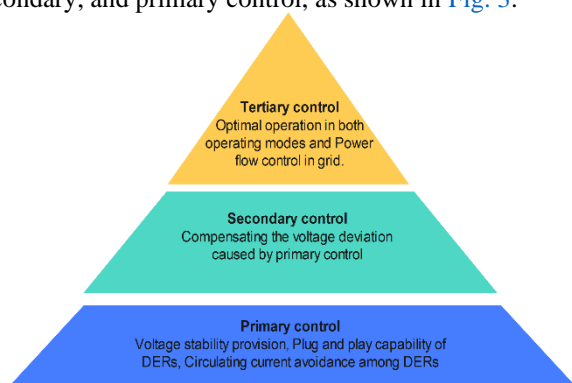 condary, and primary control, as shown in Fig. 3.
Tertiary control
Optimal operation in both
operating modes and Power
flow control in grid.
Secondary control
Compensating the voltage deviation
caused by primary control
Primary control
Voltage stability provision, Plug and play capability of
DERs, Circulating current avoidance among DERs